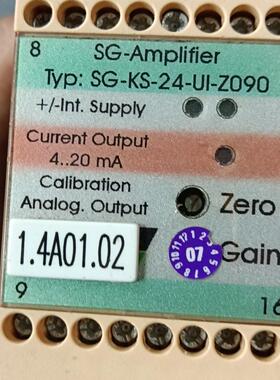 8 SG-Amplifier
Typ: SG-KS-24-UI-Z090
+/-Int. Supply
Current Output
4..20 mA
Calibration
Analog. Output
Zero
Gain
1.4A01.02
07
9 16